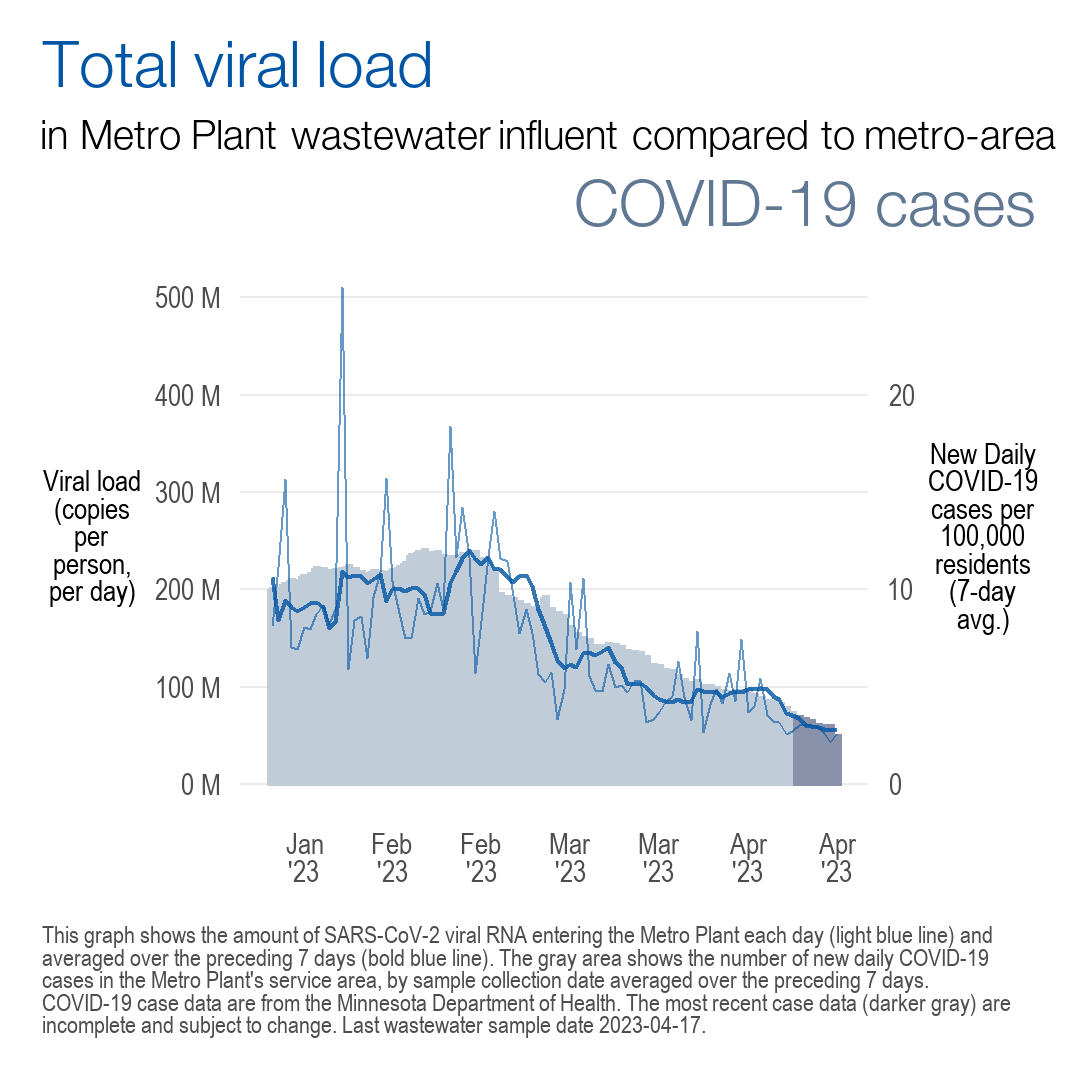 Total viral load
in Metro Plant wastewater influent compared to metro-area
COVID-19 cases
500 M
400 M
300 M
200 M
100 M
0 M
Viral load
(copies
per
person,
per day)
20
10
0
New Daily
COVID-19
cases per
100,000
residents
(7-day
avg.)
Jan
'23
Feb
'23
Feb
'23
Mar
'23
Mar
'23
Apr
'23
Apr
'23
This graph shows the amount of SARS-CoV-2 viral RNA entering the Metro Plant each day (light blue line) and
averaged over the preceding 7 days (bold blue line). The gray area shows the number of new daily COVID-19
cases in the Metro Plant's service area, by sample collection date averaged over the preceding 7 days.
COVID-19 case data are from the Minnesota Department of Health. The most recent case data (darker gray) are
incomplete and subject to change. Last wastewater sample date 2023-04-17.